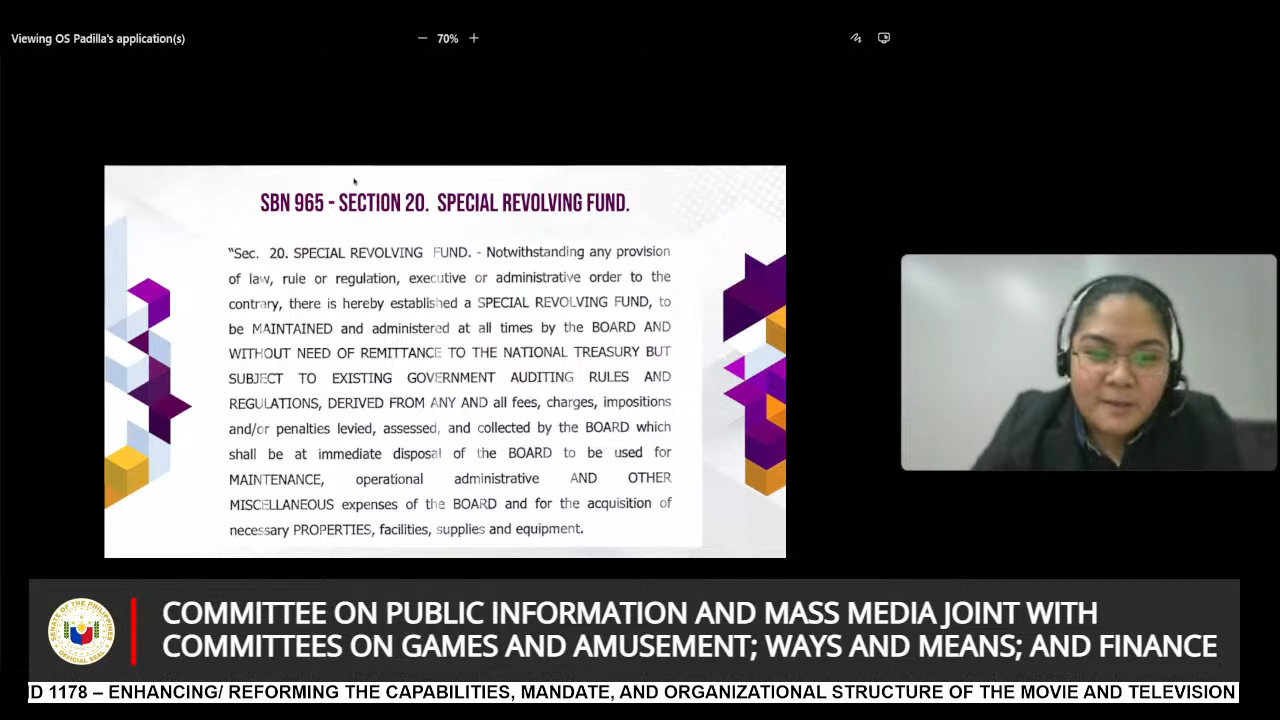 Viewing OS Padilla's application(s)
70%
SBN 965 - SECTION 20. SPECIAL REVOLVING FUND.
"Sec. 20. SPECIAL REVOLVING FUND. - Notwithstanding any provision
of law, rule or regulation, executive or administrative order to the
contrary, there is hereby established a SPECIAL REVOLVING FUND, to
be MAINTAINED and administered at all times by the BOARD AND
WITHOUT NEED OF REMITTANCE TO THE NATIONAL TREASURY BUT
SUBJECT TO EXISTING GOVERNMENT AUDITING RULES AND
REGULATIONS, DERIVED FROM ANY AND all fees, charges, impositions
and/or penalties levied, assessed, and collected by the BOARD which
shall be at immediate disposal of the BOARD to be used for
MAINTENANCE, operational administrative AND OTHER
MISCELLANEOUS expenses of the BOARD and for the acquisition of
necessary PROPERTIES, facilities, supplies and equipment.
SENATE OF THE PHILIPPINES
OFFICIAL SEAL
COMMITTEE ON PUBLIC INFORMATION AND MASS MEDIA JOINT WITH
COMMITTEES ON GAMES AND AMUSEMENT; WAYS AND MEANS; AND FINANCE
D 1178 – ENHANCING/ REFORMING THE CAPABILITIES, MANDATE, AND ORGANIZATIONAL STRUCTURE OF THE MOVIE AND TELEVISION